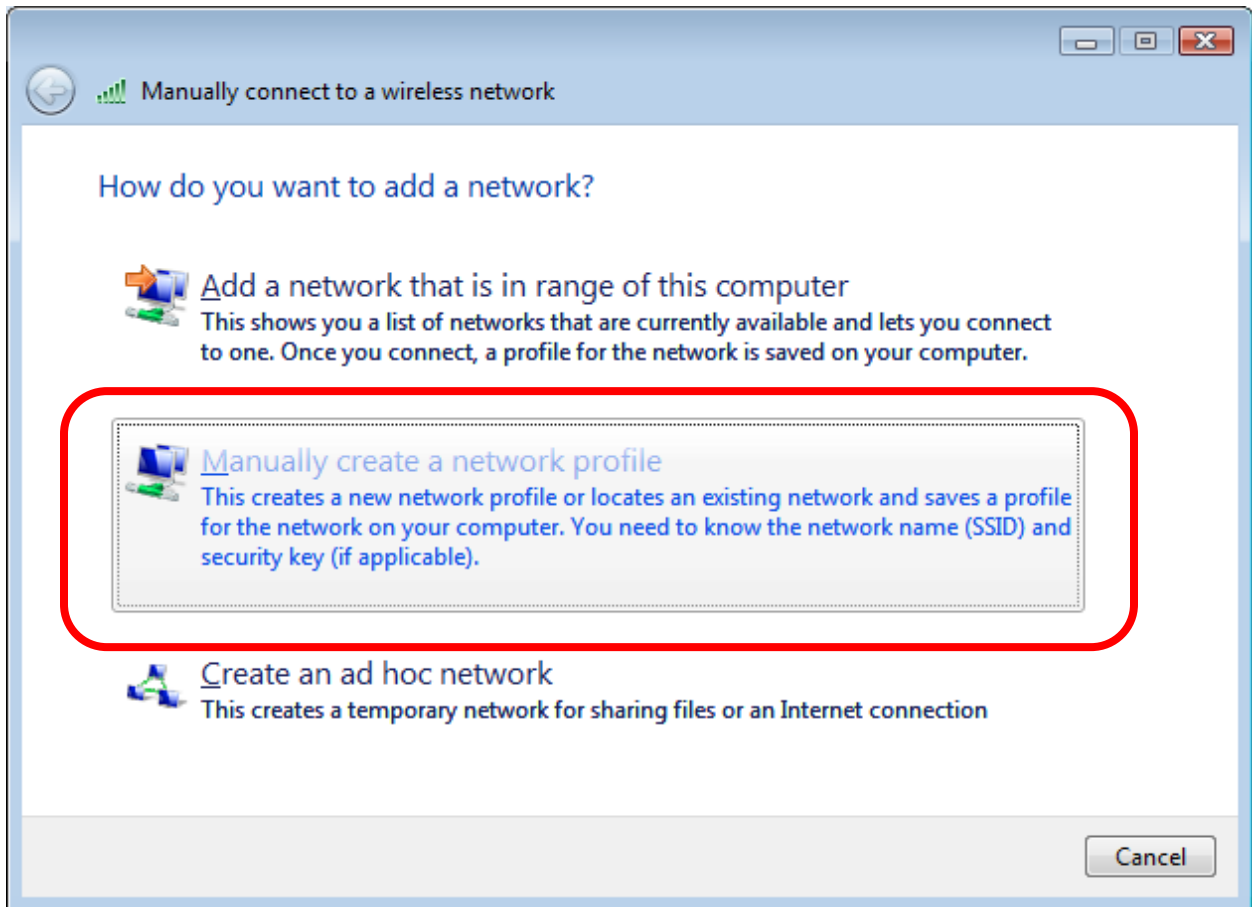 Manually connect to a wireless network
How do you want to add a network?
Add a network that is in range of this computer
This shows you a list of networks that are currently available and lets you connect
to one. Once you connect, a profile for the network is saved on your computer.
Manually create a network profile
This creates a new network profile or locates an existing network and saves a profile
for the network on your computer. You need to know the network name (SSID) and
security key (if applicable).
Create an ad hoc network
This creates a temporary network for sharing files or an Internet connection
Cancel